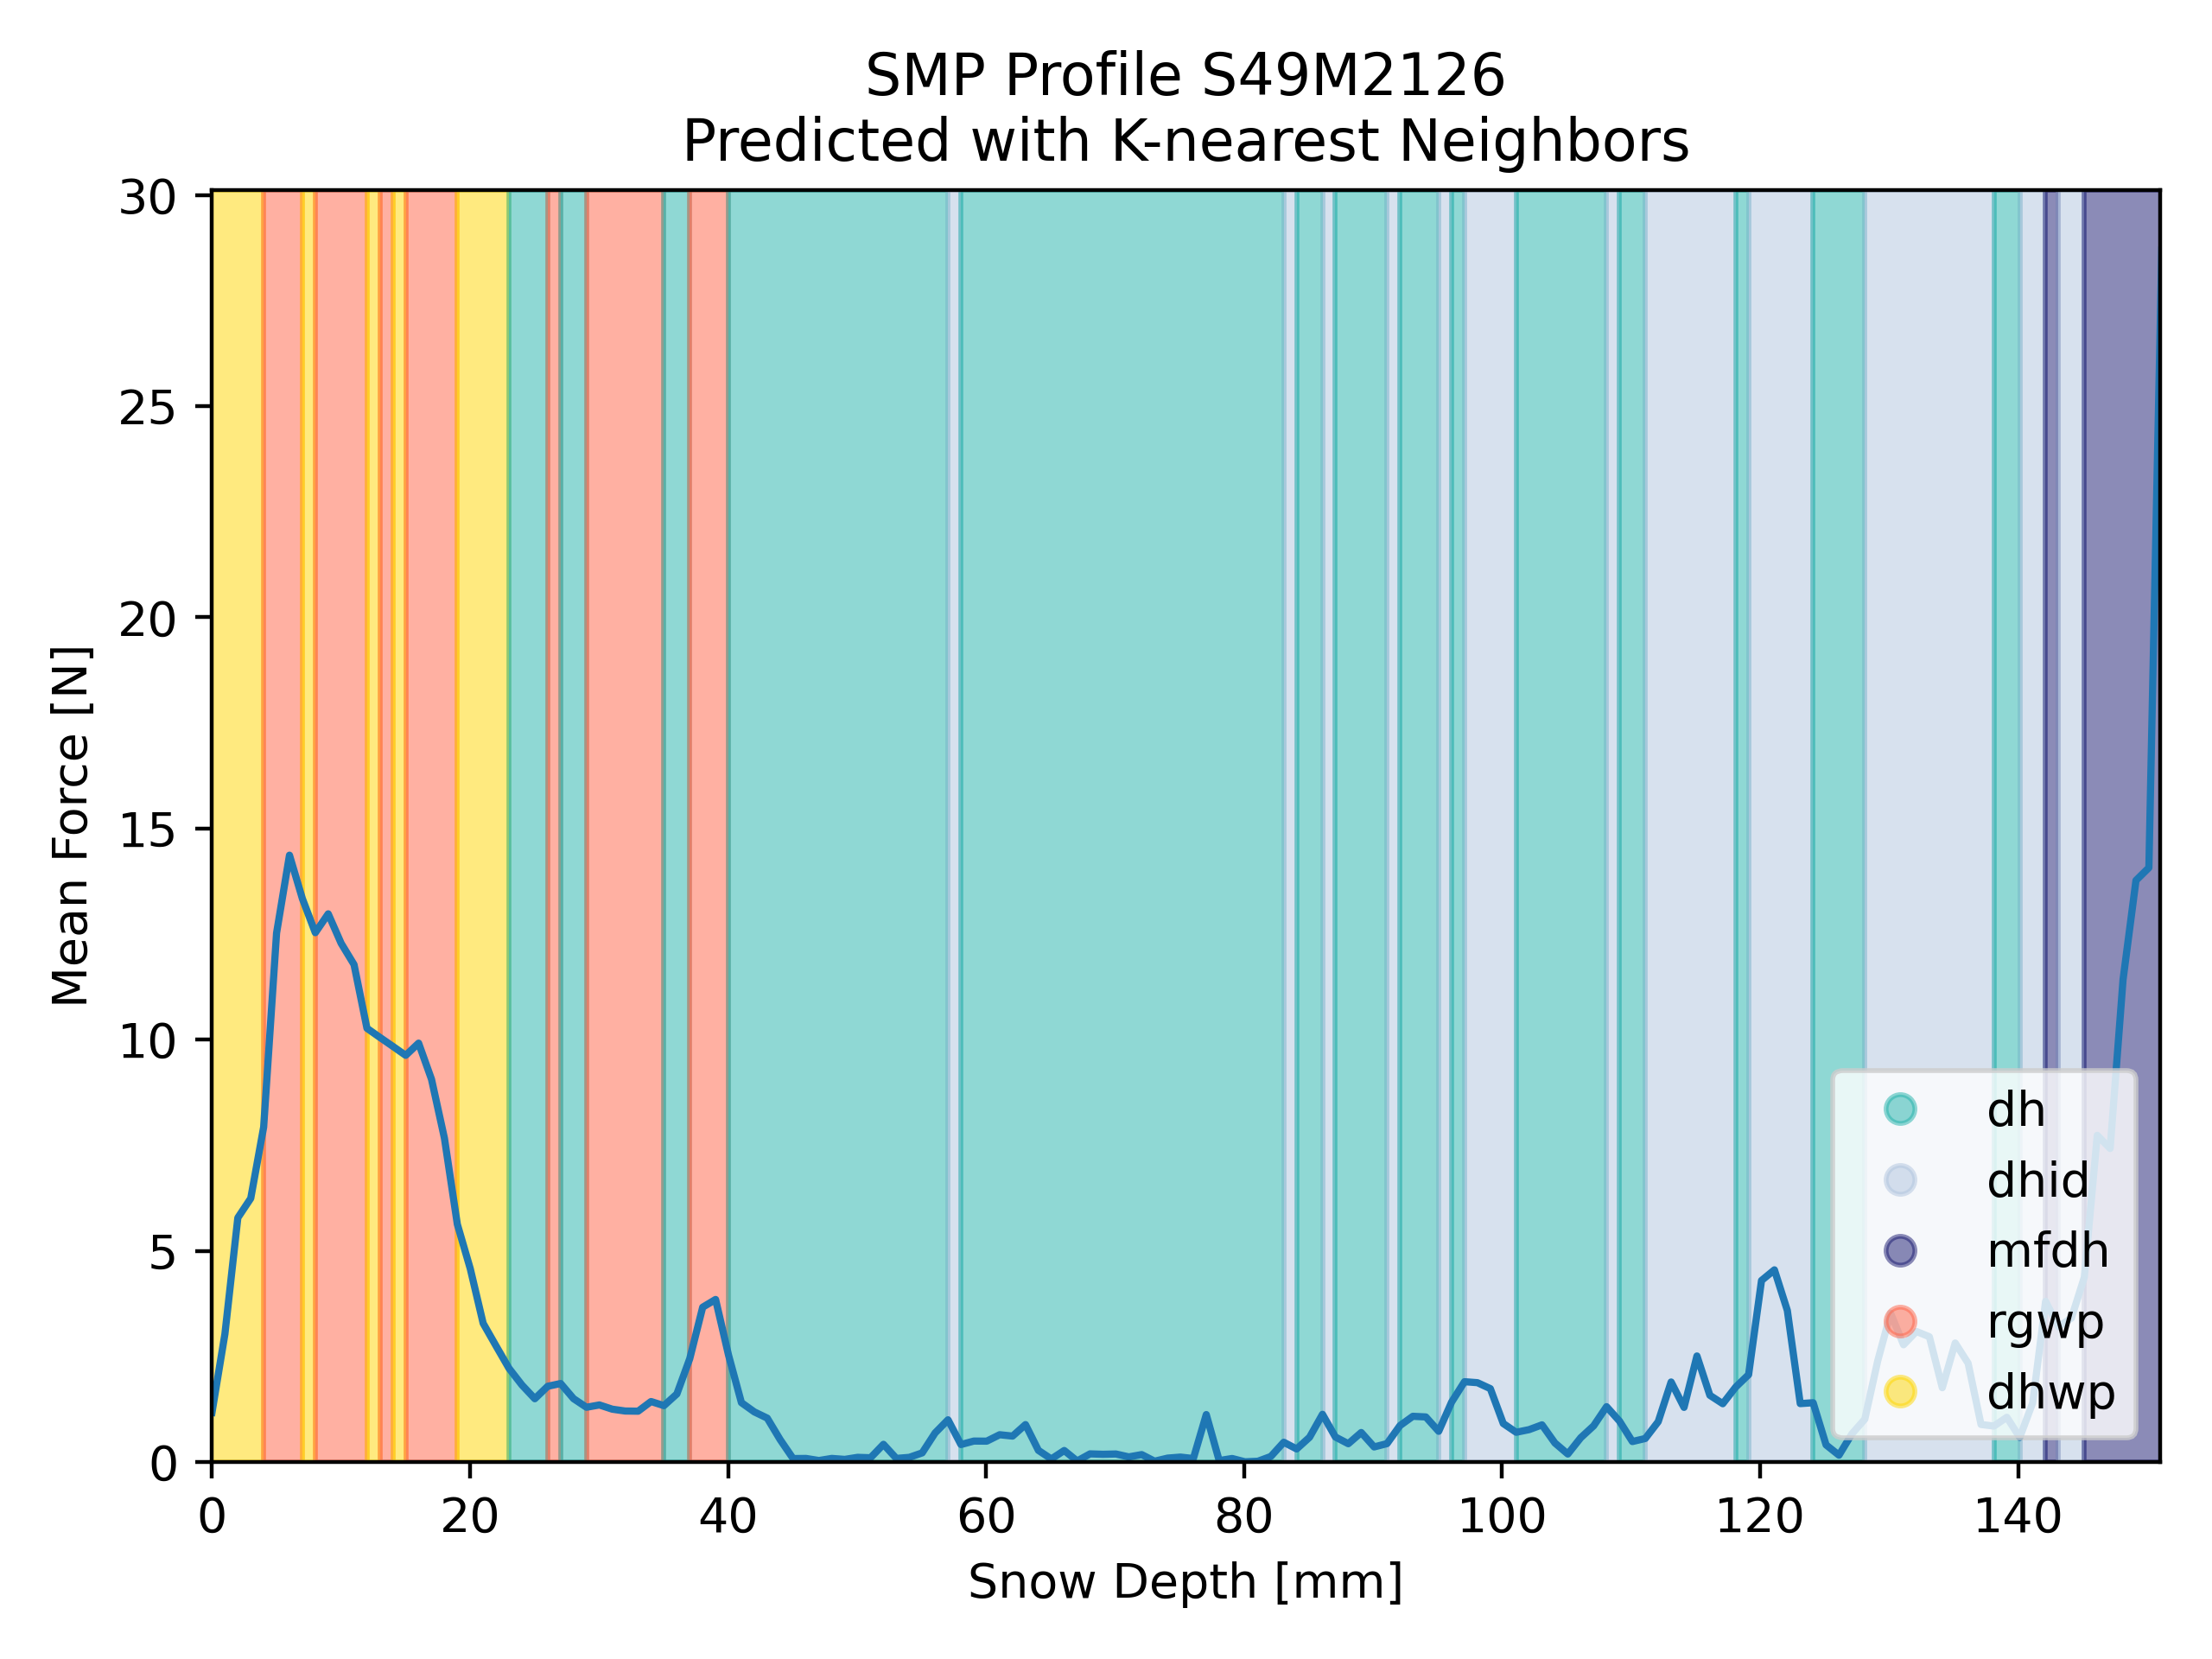 SMP Profile S49M2126
Predicted with K-nearest Neighbors
30
25
20
15
10
5
0
Mean Force [N]
0 20 40 60 80 100 120 140
Snow Depth [mm]
dh
dhid
mfdh
rgwp
dhwp